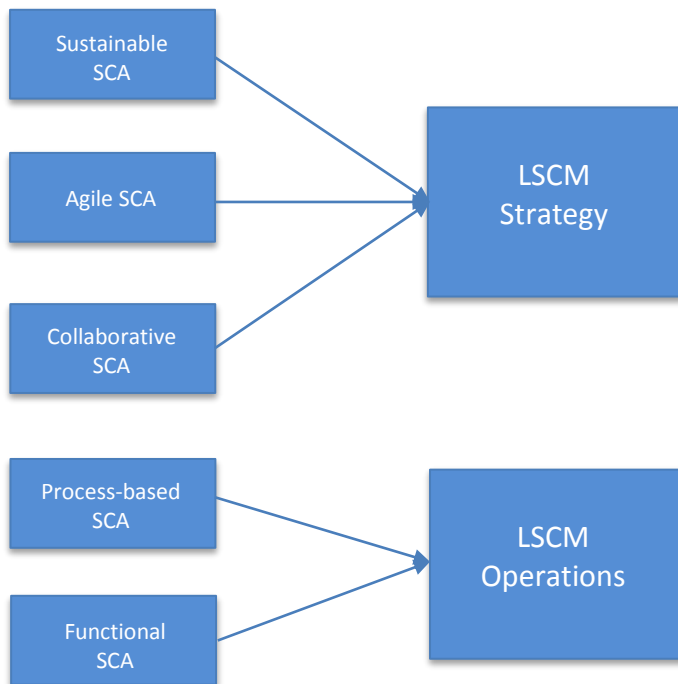 Sustainable
SCA
Agile SCA
Collaborative
SCA
LSCM
Strategy
Process-based
SCA
Functional
SCA
LSCM
Operations